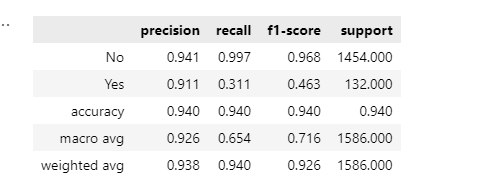 ..
precision recall f1-score support
No 0.941 0.997 0.968 1454.000
Yes 0.911 0.311 0.463 132.000
accuracy 0.940 0.940 0.940 0.940
macro avg 0.926 0.654 0.716 1586.000
weighted avg 0.938 0.940 0.926 1586.000